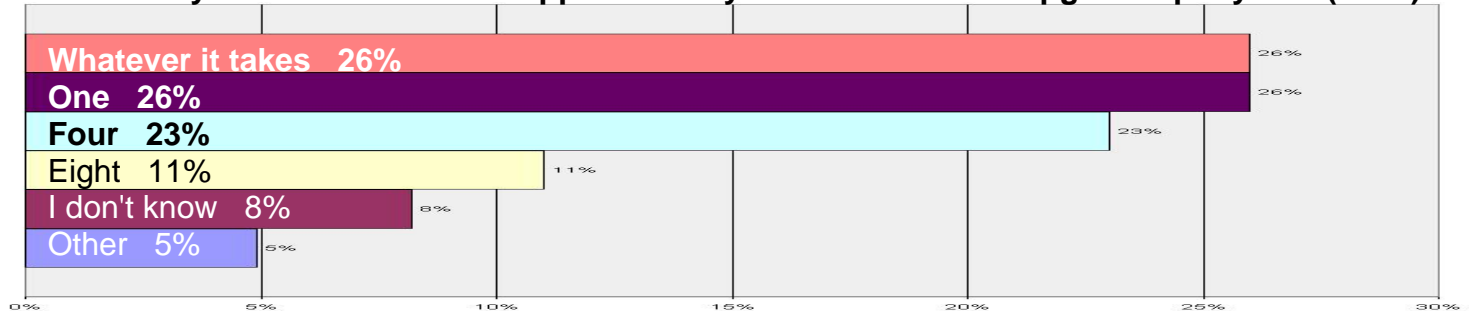 Whatever it takes 26% 26%
One 26% 26%
Four 23% 23%
Eight 11% 11%
I don't know 8% 8%
Other 5% 5%
0% 5% 10% 15% 20% 25% 30%